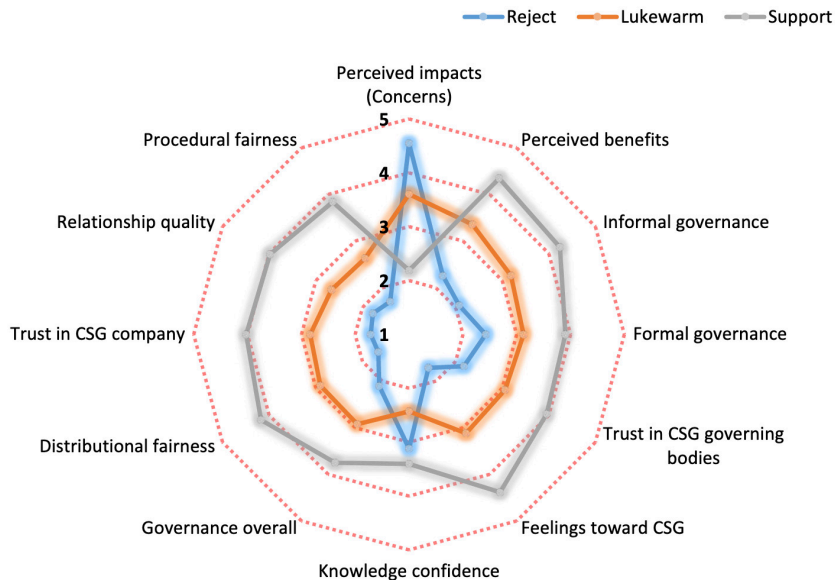 Reject Lukewarm Support
Perceived impacts
(Concerns)
5
Procedural fairness
Perceived benefits
4
Relationship quality
Informal governance
3
2
Trust in CSG company
1
Formal governance
Distributional fairness
Trust in CSG governing
bodies
Governance overall
Feelings toward CSG
Knowledge confidence